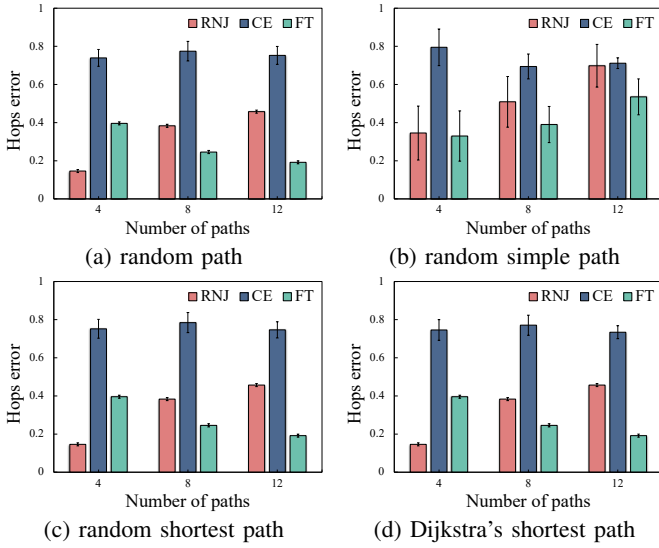 RNJ CE FT
Hops error
1
0.8
0.6
0.4
0.2
0
4 8 12
Number of paths
(a) random path
RNJ CE FT
Hops error
1
0.8
0.6
0.4
0.2
0
4 8 12
Number of paths
(b) random simple path
RNJ CE FT
Hops error
1
0.8
0.6
0.4
0.2
0
4 8 12
Number of paths
(c) random shortest path
RNJ CE FT
Hops error
1
0.8
0.6
0.4
0.2
0
4 8 12
Number of paths
(d) Dijkstra's shortest path